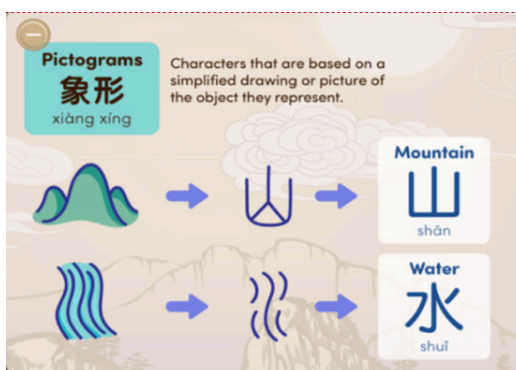 Pictograms
象形
xiàng xíng
Characters that are based on a
simplified drawing or picture of
the object they represent.
Mountain
山
shān
Water
水
shuǐ